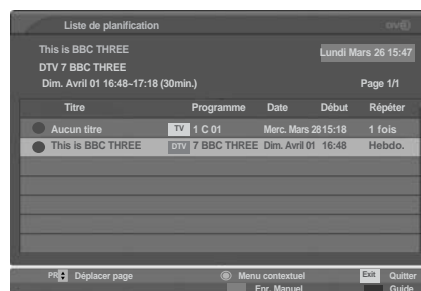 Liste de planification
This is BBC THREE
Lundi Mars 26 15:47
DTV 7 BBC THREE
Dim. Avril 01 16:48~17:18 (30min.)
Page 1/1
Titre Programme Date Début Répéter
Aucun titre TV 1 C 01 Merc. Mars 28 15:18 1 fois
This is BBC THREE DTV 7 BBC THREE Dim. Avril 01 16:48 Hebdo.
PR Déplacer page Menu contextuel Exit Quitter
Enr. Manuel Guide